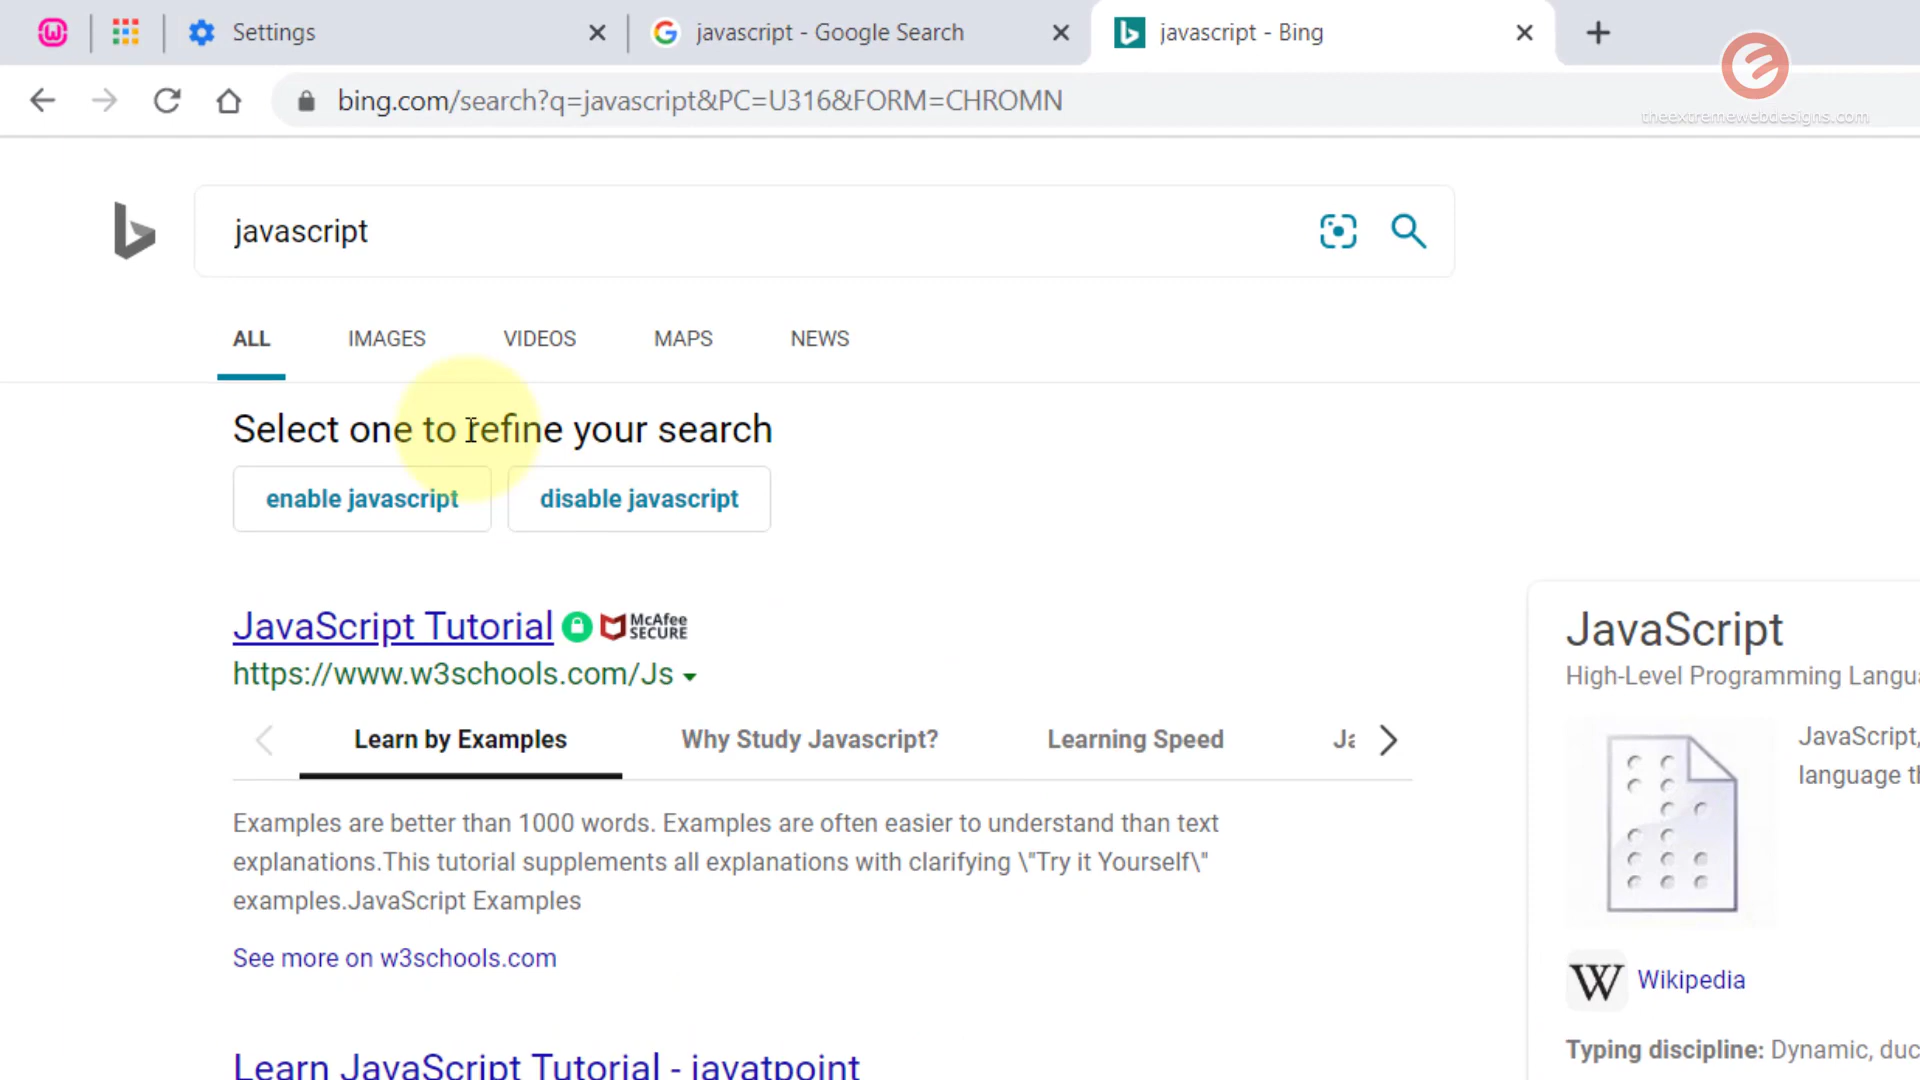 Settings
javascript - Google Search
javascript - Bing
bing.com/search?q=javascript&PC=U316&FORM=CHROMN
theextremewebdesigns.com
javascript
ALL IMAGES VIDEOS MAPS NEWS
Select one to refine your search
enable javascript disable javascript
JavaScript Tutorial McAfee SECURE
https://www.w3schools.com/Js
Learn by Examples Why Study Javascript? Learning Speed
Examples are better than 1000 words. Examples are often easier to understand than text
explanations.This tutorial supplements all explanations with clarifying \"Try it Yourself\"
examples.JavaScript Examples
See more on w3schools.com
Learn JavaScript Tutorial - javatpoint
JavaScript
High-Level Programming
JavaScript,
language
W Wikipedia
Typing discipline: Dynamic,